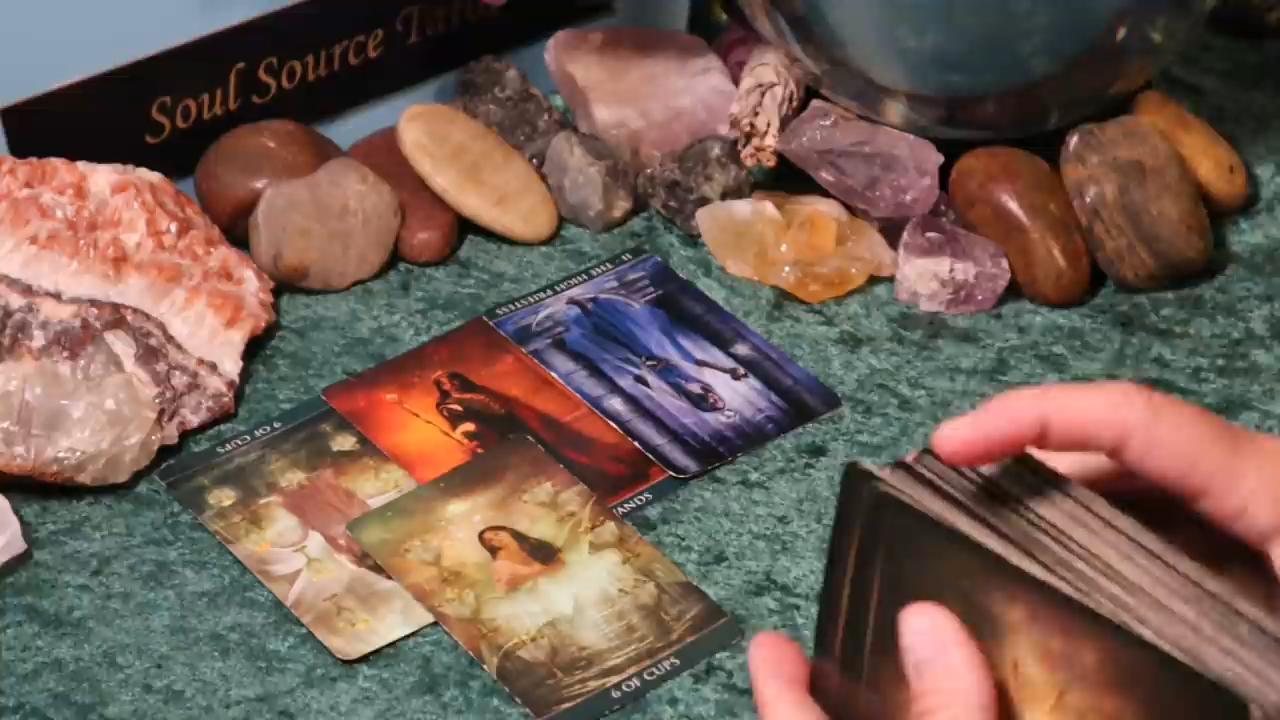 Soul Source Tarot
II - THE HIGH PRIESTESS
9 OF CUPS
WANDS
6 OF CUPS